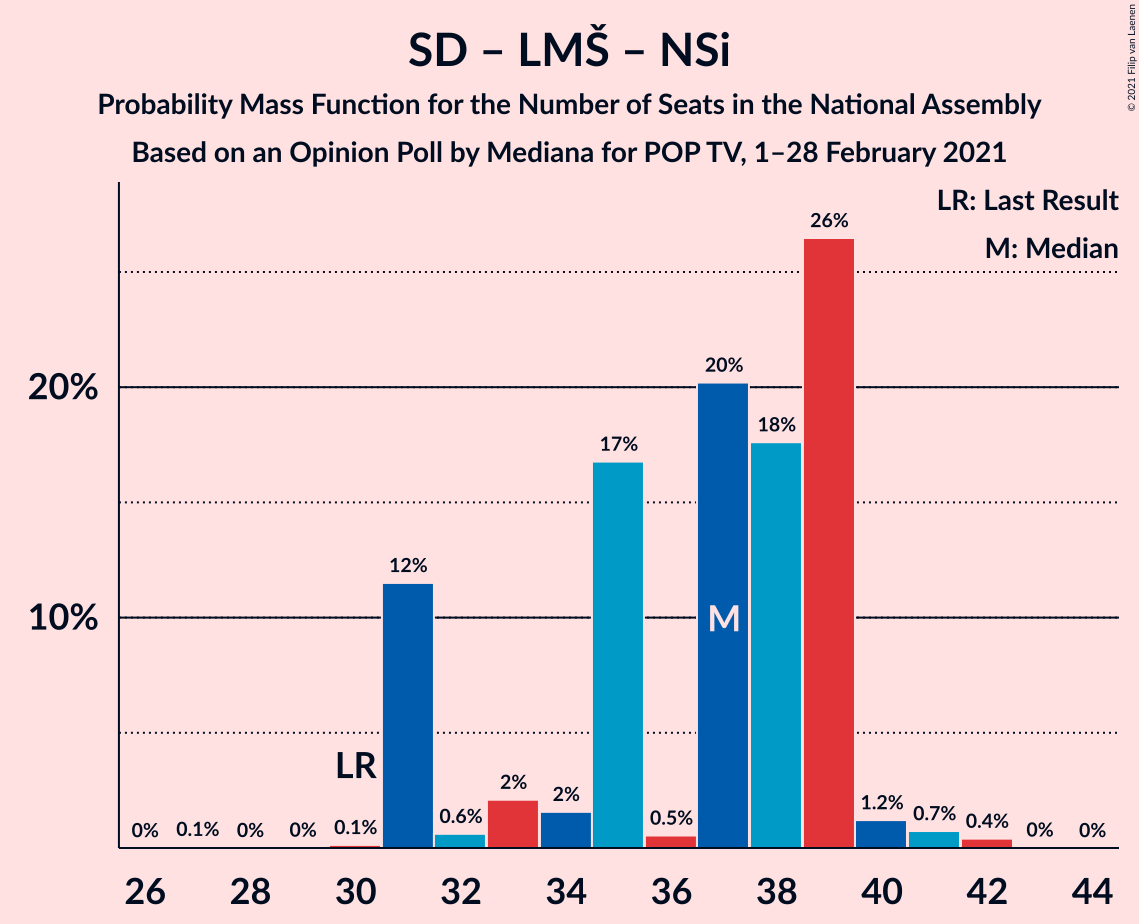 SD – LMŠ – NSi
Probability Mass Function for the Number of Seats in the National Assembly
Based on an Opinion Poll by Mediana for POP TV, 1–28 February 2021
© 2021 Filip van Laenen
LR: Last Result
M: Median
20%
10%
0% 0.1% 0% 0% 0.1% 12% 0.6% 2% 2% 17% 0.5% 20% 18% 26% 1.2% 0.7% 0.4% 0% 0%
LR
M
26 28 30 32 34 36 38 40 42 44